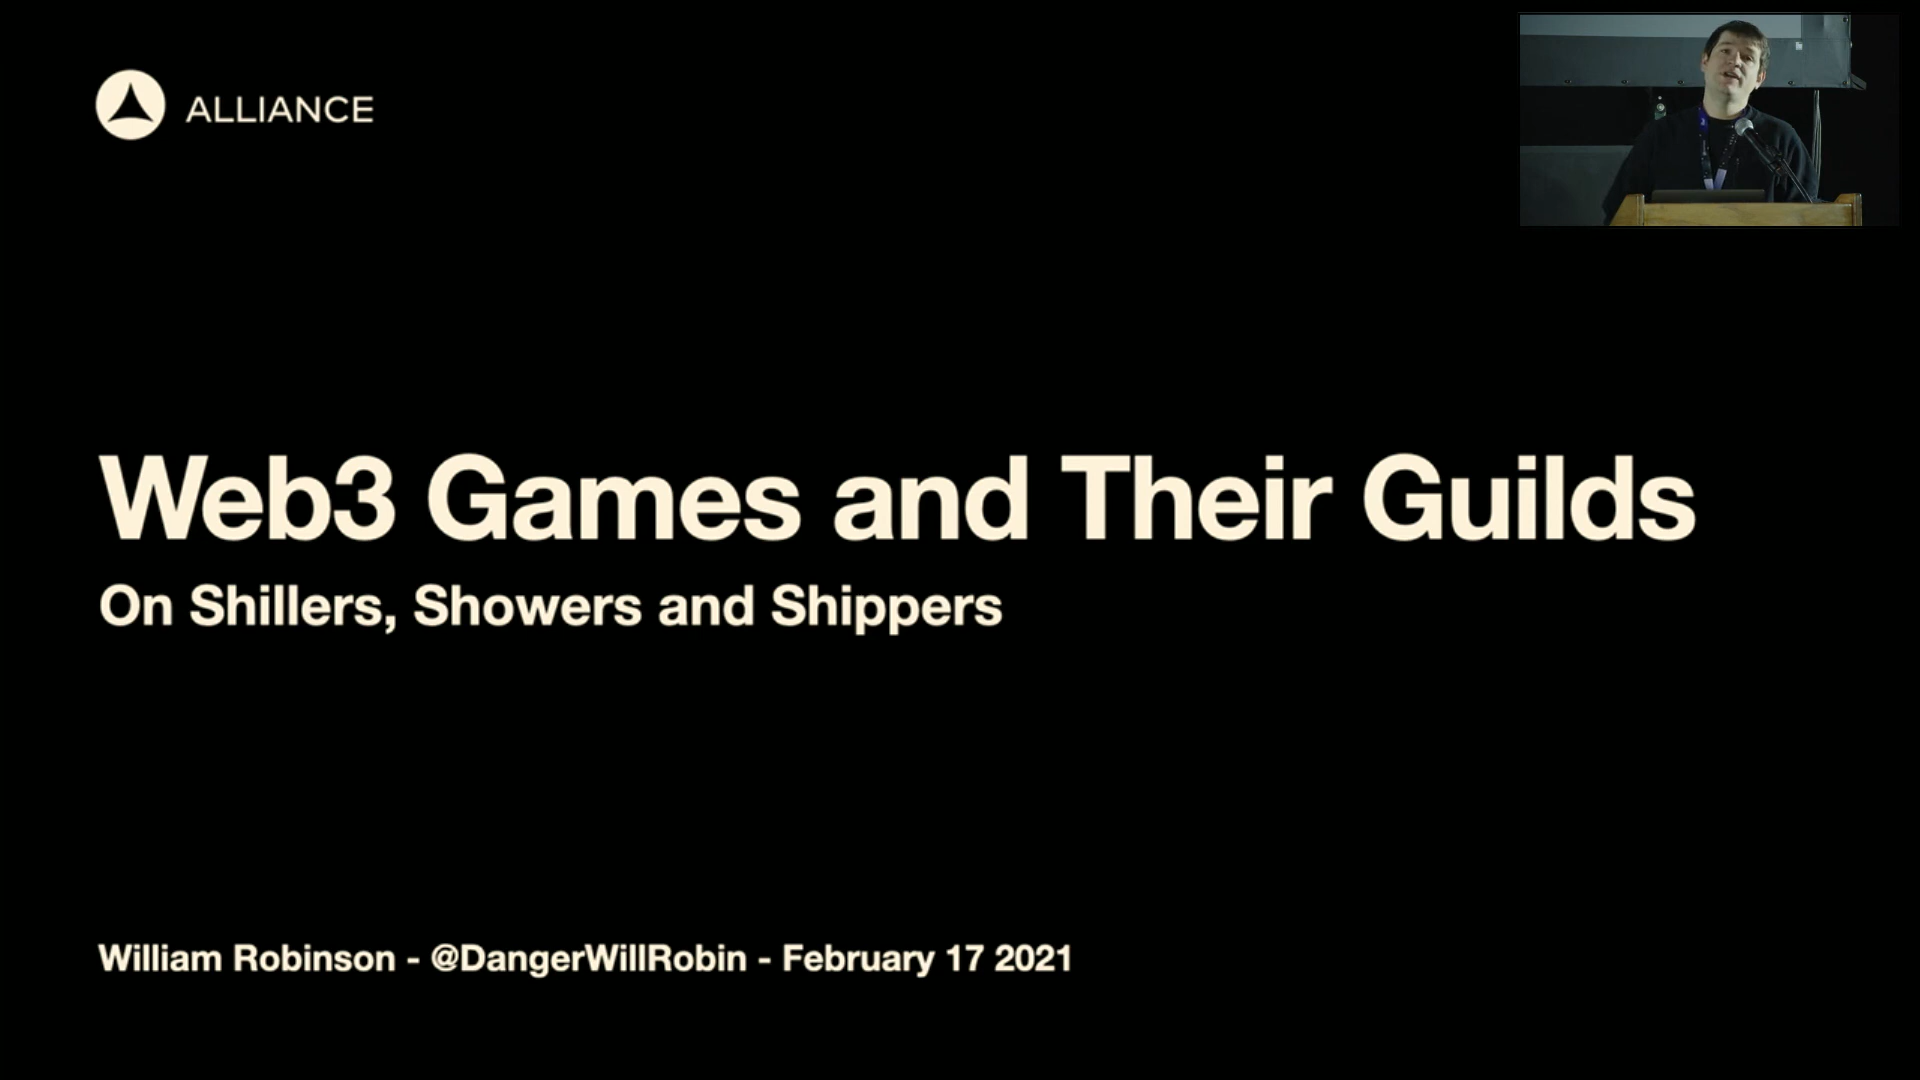 ALLIANCE
Web3 Games and Their Guilds
On Shillers, Showers and Shippers
William Robinson - @DangerWillRobin - February 17 2021